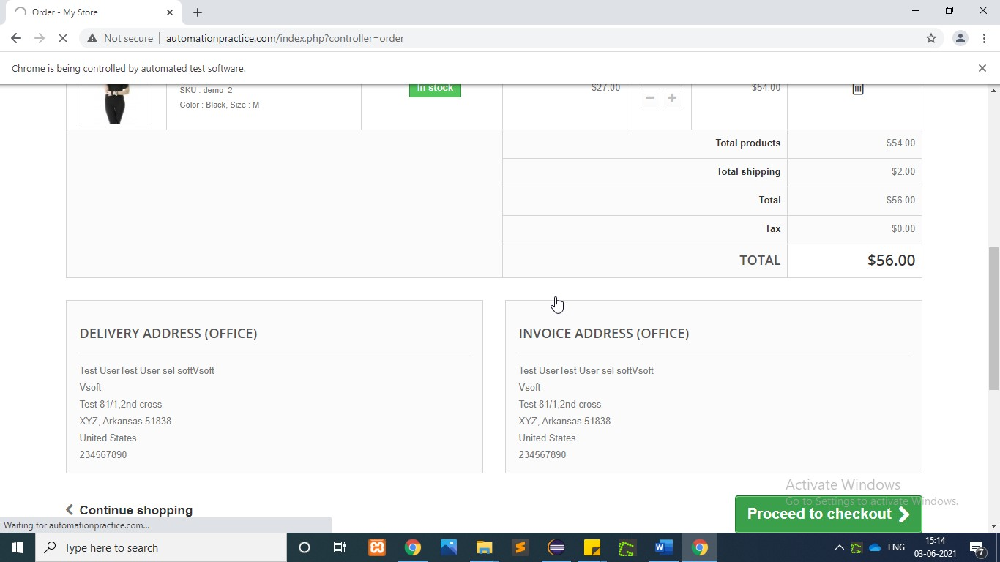 Order - My Store
Not secure
automationpractice.com/index.php?controller=order
Chrome is being controlled by automated test software.
SKU : demo_2
In stock
$27.00
$54.00
Color : Black, Size : M
Total products $54.00
Total shipping $2.00
Total $56.00
Tax $0.00
TOTAL $56.00
DELIVERY ADDRESS (OFFICE)
Test UserTest User sel softVsoft
Vsoft
Test 81/1,2nd cross
XYZ, Arkansas 51838
United States
234567890
INVOICE ADDRESS (OFFICE)
Test UserTest User sel softVsoft
Vsoft
Test 81/1,2nd cross
XYZ, Arkansas 51838
United States
234567890
Activate Windows
Go to Settings to activate Windows.
Continue shopping
Proceed to checkout
Waiting for automationpractice.com...
Type here to search
W
ENG
15:14
03-06-2021
7